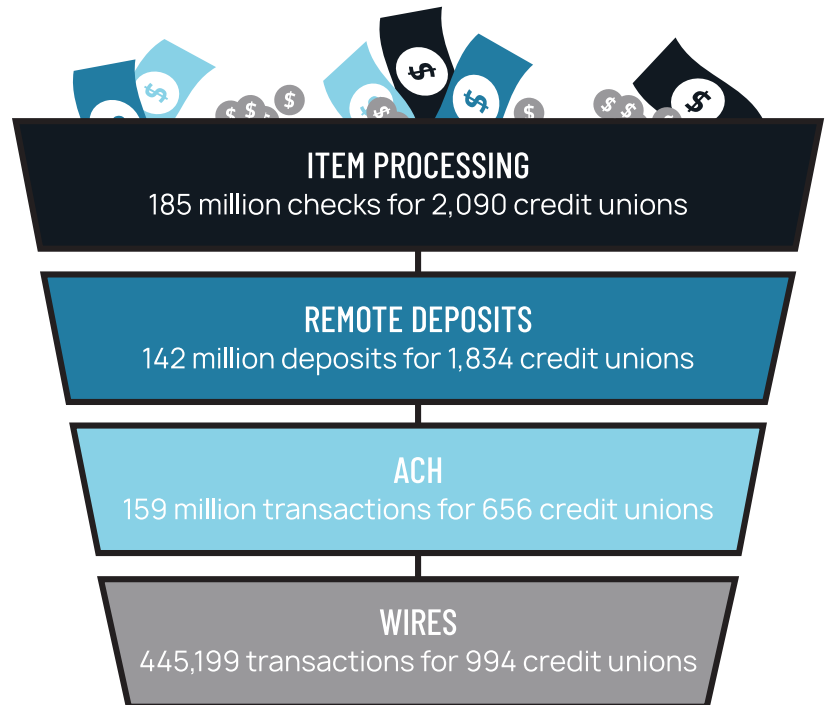 ITEM PROCESSING
185 million checks for 2,090 credit unions
REMOTE DEPOSITS
142 million deposits for 1,834 credit unions
ACH
159 million transactions for 656 credit unions
WIRES
445,199 transactions for 994 credit unions